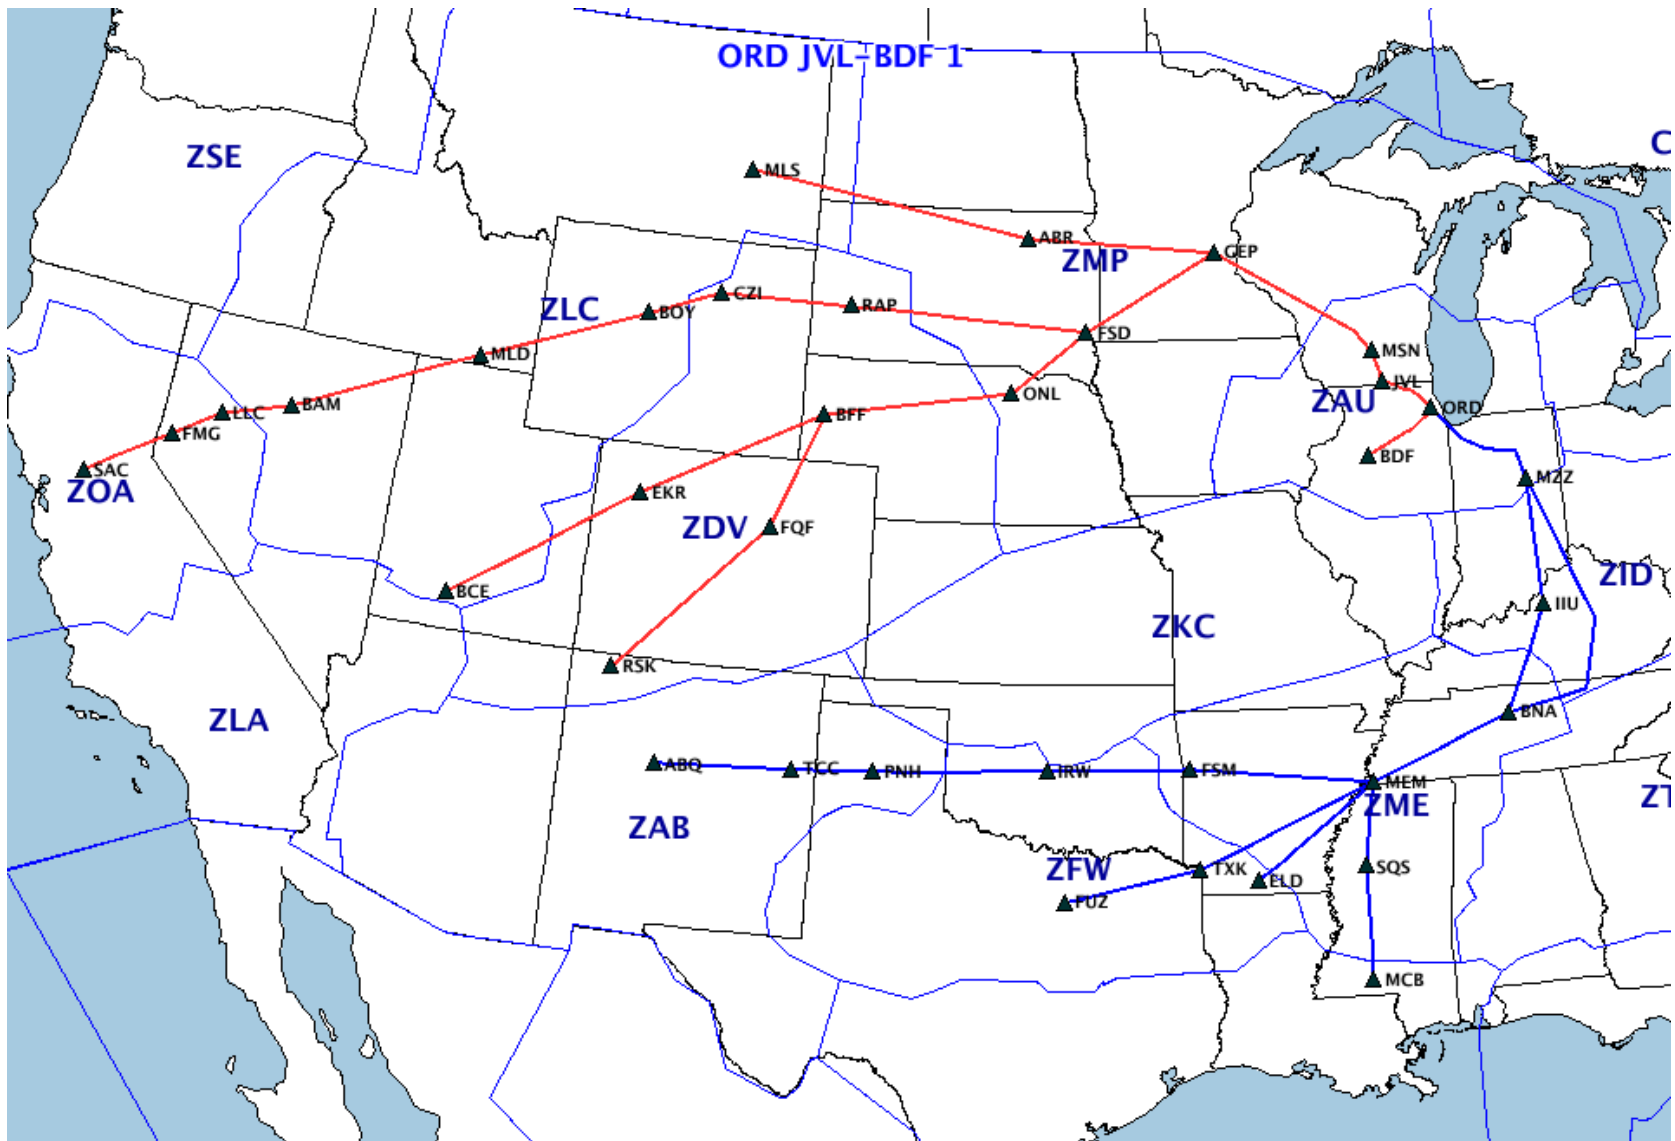 ORD JVL-BDF 1
C
ZSE
MLS
ABR
GEP
ZMP
CZI
RAP
ZLC
BOY
FSD
MLD
MSN
JVL
ONL
ZAU
ORD
LLC
BAM
BFF
FMG
BDF
SAC
ZOA
MZZ
EKR
ZDV
FQF
ZID
BCE
IIU
ZKC
RSK
ZLA
BNA
ABQ
TCC
PNH
IRW
FSM
MEM
ZME
ZT
ZAB
ZFW
TXK
SQS
ELD
FUZ
MCB